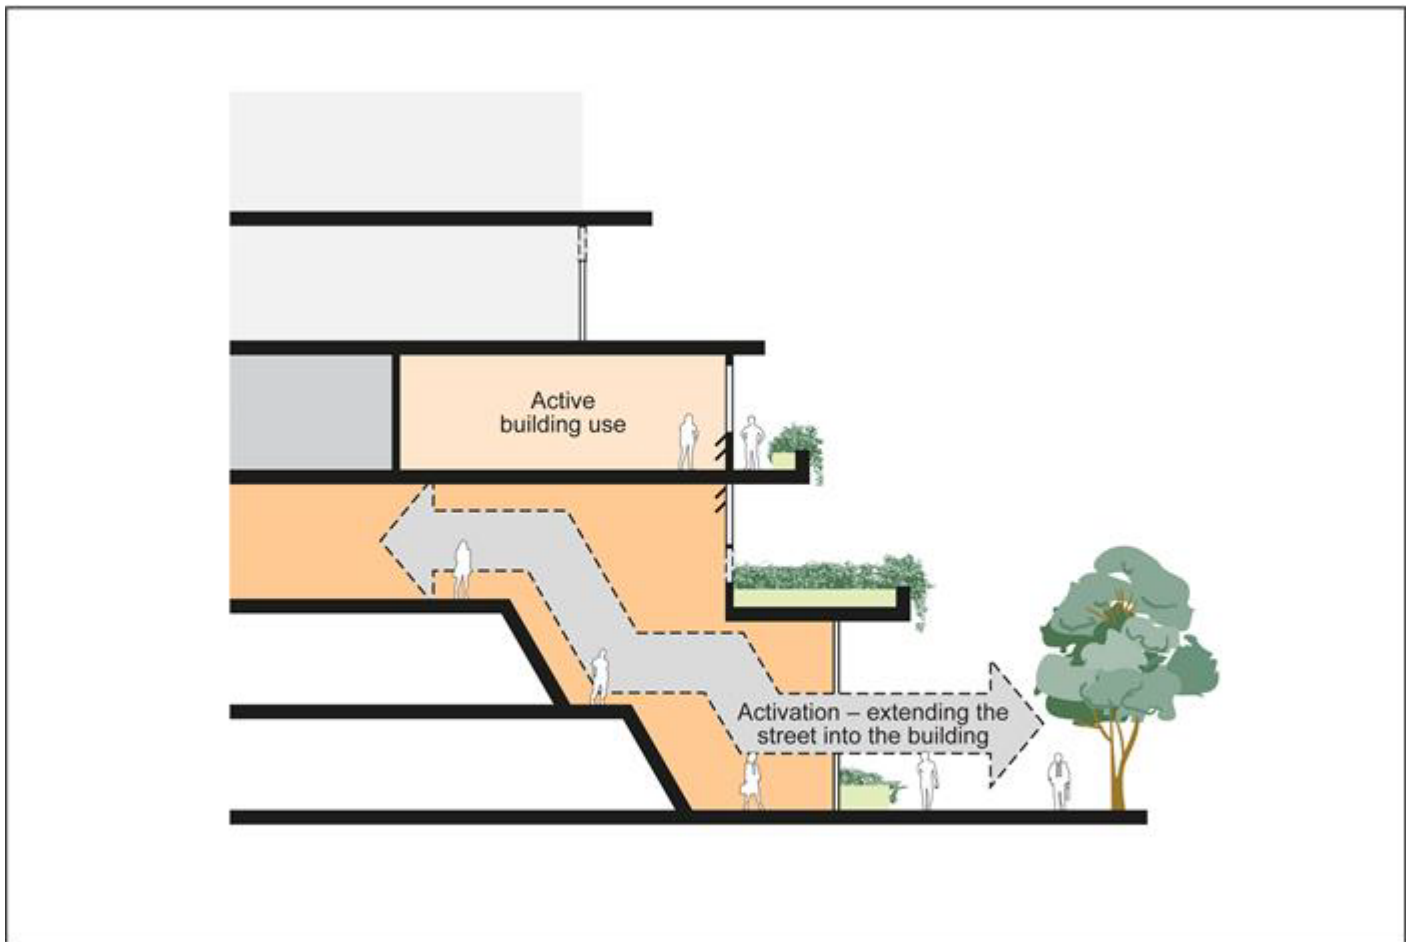 Active
building use
Activation – extending the
street into the building